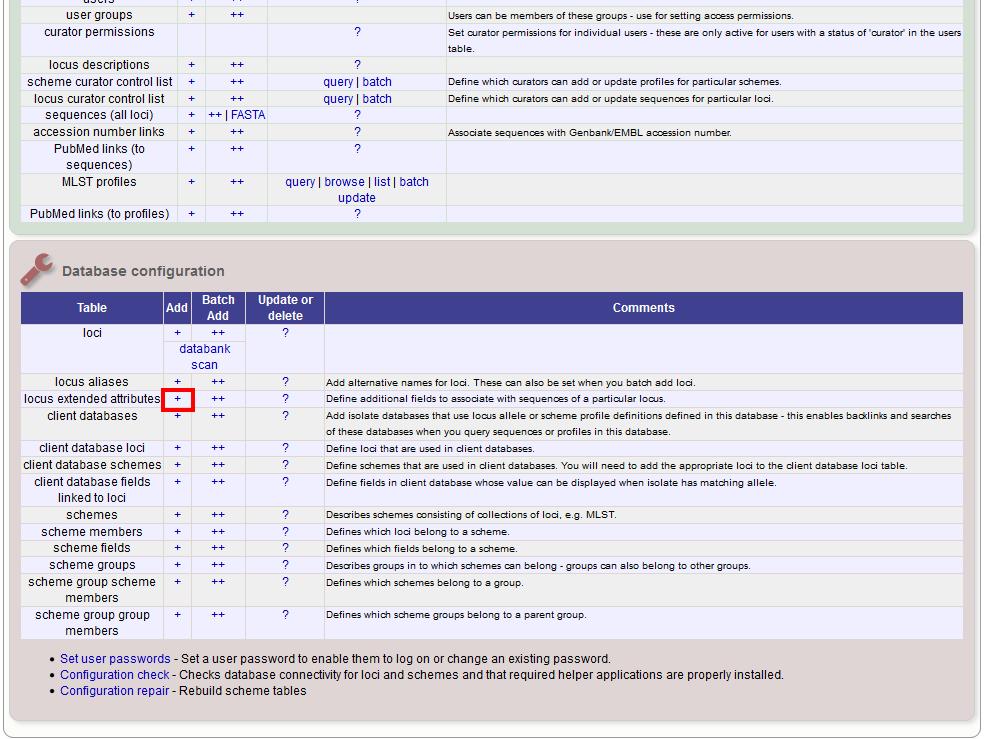 users + ++ ?
user groups + ++ Users can be members of these groups - use for setting access permissions.
curator permissions ? Set curator permissions for individual users - these are only active for users with a status of 'curator' in the users
table.
locus descriptions + ++ ?
scheme curator control list + ++ query | batch Define which curators can add or update profiles for particular schemes.
locus curator control list + ++ query | batch Define which curators can add or update sequences for particular loci.
sequences (all loci) + ++ | FASTA ?
accession number links + ++ ? Associate sequences with Genbank/EMBL accession number.
PubMed links (to + ++ ?
sequences)
MLST profiles + ++ query | browse | list | batch
update
PubMed links (to profiles) + ++ ?
Database configuration
Table Add Batch Add Update or delete Comments
loci + ++ ?
databank
scan
locus aliases + ++ ? Add alternative names for loci. These can also be set when you batch add loci.
locus extended attributes + ++ ? Define additional fields to associate with sequences of a particular locus.
client databases + ++ ? Add isolate databases that use locus allele or scheme profile definitions defined in this database - this enables backlinks and searches
of these databases when you query sequences or profiles in this database.
client database loci + ++ ? Define loci that are used in client databases.
client database schemes + ++ ? Define schemes that are used in client databases. You will need to add the appropriate loci to the client database loci table.
client database fields + ++ ? Define fields in client database whose value can be displayed when isolate has matching allele.
linked to loci
schemes + ++ ? Describes schemes consisting of collections of loci, e.g. MLST.
scheme members + ++ ? Defines which loci belong to a scheme.
scheme fields + ++ ? Defines which fields belong to a scheme.
scheme groups + ++ ? Describes groups in to which schemes can belong - groups can also belong to other groups.
scheme group scheme + ++ ? Defines which schemes belong to a group.
members
scheme group group + ++ ? Defines which scheme groups belong to a parent group.
members
• Set user passwords - Set a user password to enable them to log on or change an existing password.
• Configuration check - Checks database connectivity for loci and schemes and that required helper applications are properly installed.
• Configuration repair - Rebuild scheme tables